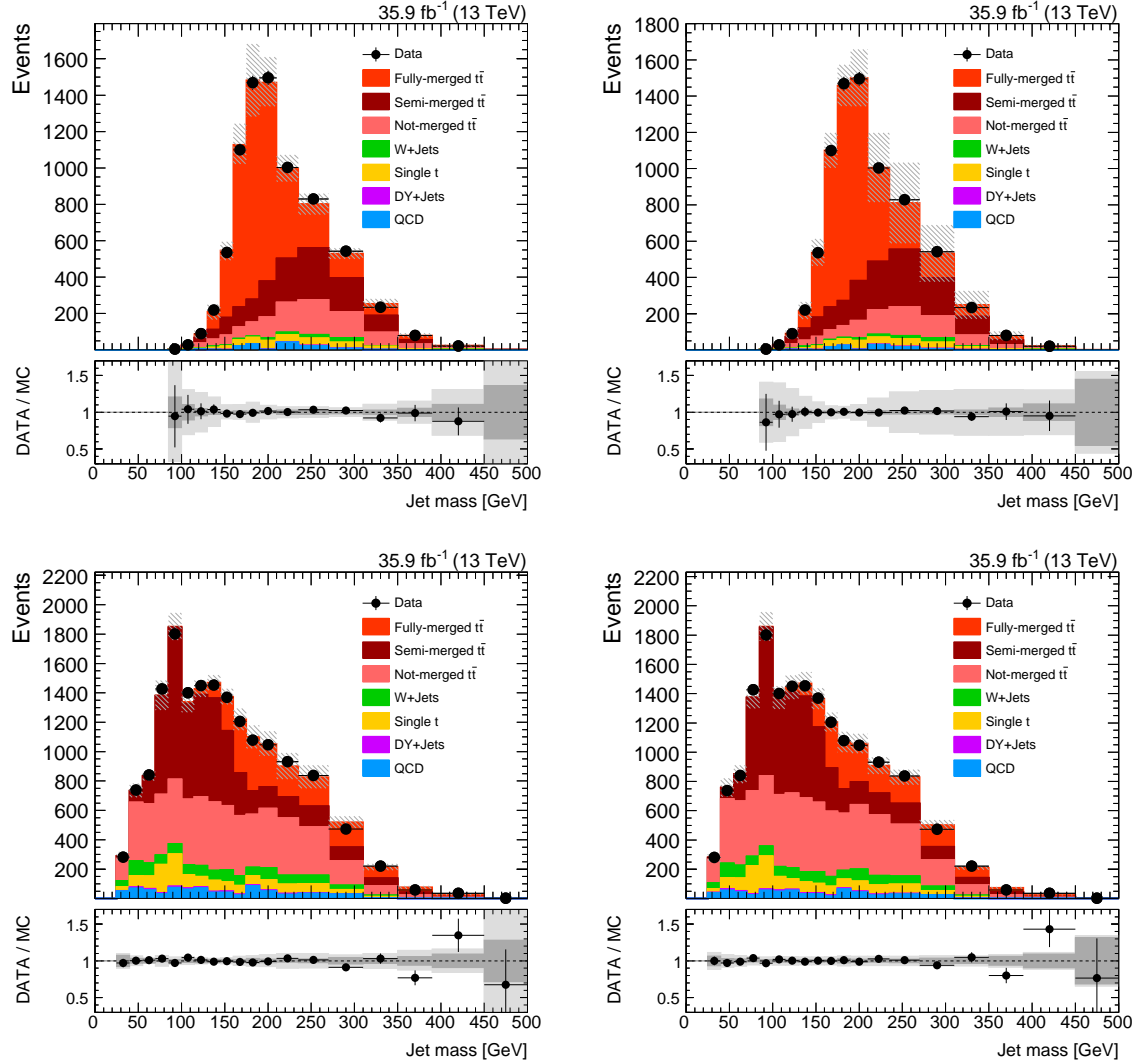 35.9 fb⁻¹ (13 TeV)
Events
1600
1400
1200
1000
800
600
400
200
Data
Fully-merged tt̄
Semi-merged tt̄
Not-merged tt̄
W+Jets
Single t
DY+Jets
QCD
DATA / MC
1.5
1
0.5
0 50 100 150 200 250 300 350 400 450 500
Jet mass [GeV]
35.9 fb⁻¹ (13 TeV)
Events
1800
1600
1400
1200
1000
800
600
400
200
Data
Fully-merged tt̄
Semi-merged tt̄
Not-merged tt̄
W+Jets
Single t
DY+Jets
QCD
DATA / MC
1.5
1
0.5
0 50 100 150 200 250 300 350 400 450 500
Jet mass [GeV]
35.9 fb⁻¹ (13 TeV)
Events
2200
2000
1800
1600
1400
1200
1000
800
600
400
200
Data
Fully-merged tt̄
Semi-merged tt̄
Not-merged tt̄
W+Jets
Single t
DY+Jets
QCD
DATA / MC
1.5
1
0.5
0 50 100 150 200 250 300 350 400 450 500
Jet mass [GeV]
35.9 fb⁻¹ (13 TeV)
Events
2200
2000
1800
1600
1400
1200
1000
800
600
400
200
Data
Fully-merged tt̄
Semi-merged tt̄
Not-merged tt̄
W+Jets
Single t
DY+Jets
QCD
DATA / MC
1.5
1
0.5
0 50 100 150 200 250 300 350 400 450 500
Jet mass [GeV]